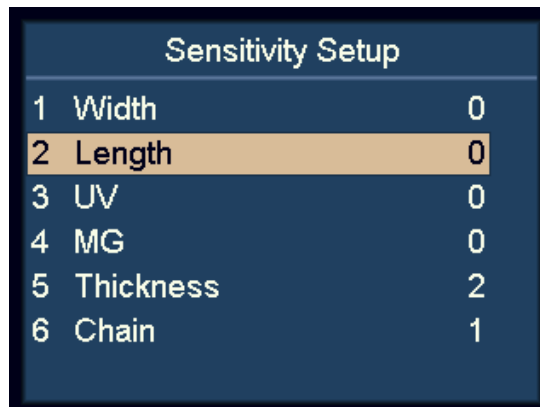 Sensitivity Setup
1 Width 0
2 Length 0
3 UV 0
4 MG 0
5 Thickness 2
6 Chain 1